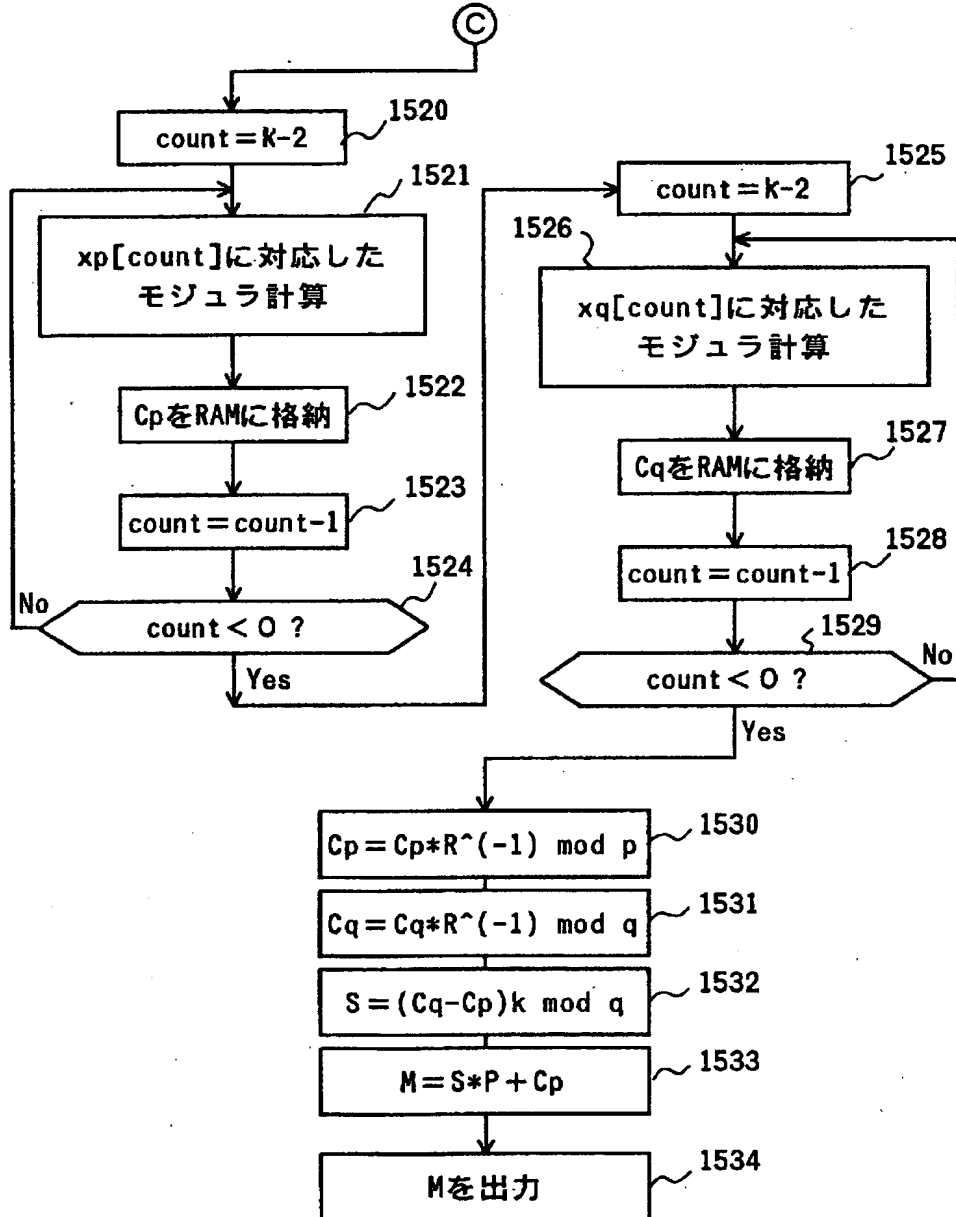 C
count=K-2
1520
1521
xp[count]に対応した
モジュラ計算
CpをRAMに格納
1522
count=count-1
1523
1524
No
count<0 ?
Yes
count=k-2
1525
1526
xq[count]に対応した
モジュラ計算
CqをRAMに格納
1527
count=count-1
1528
1529
count<0 ?
No
Yes
Cp=Cp*R^(-1) mod p
1530
Cq=Cq*R^(-1) mod q
1531
S=(Cq-Cp)k mod q
1532
M=S*P+Cp
1533
Mを出力
1534